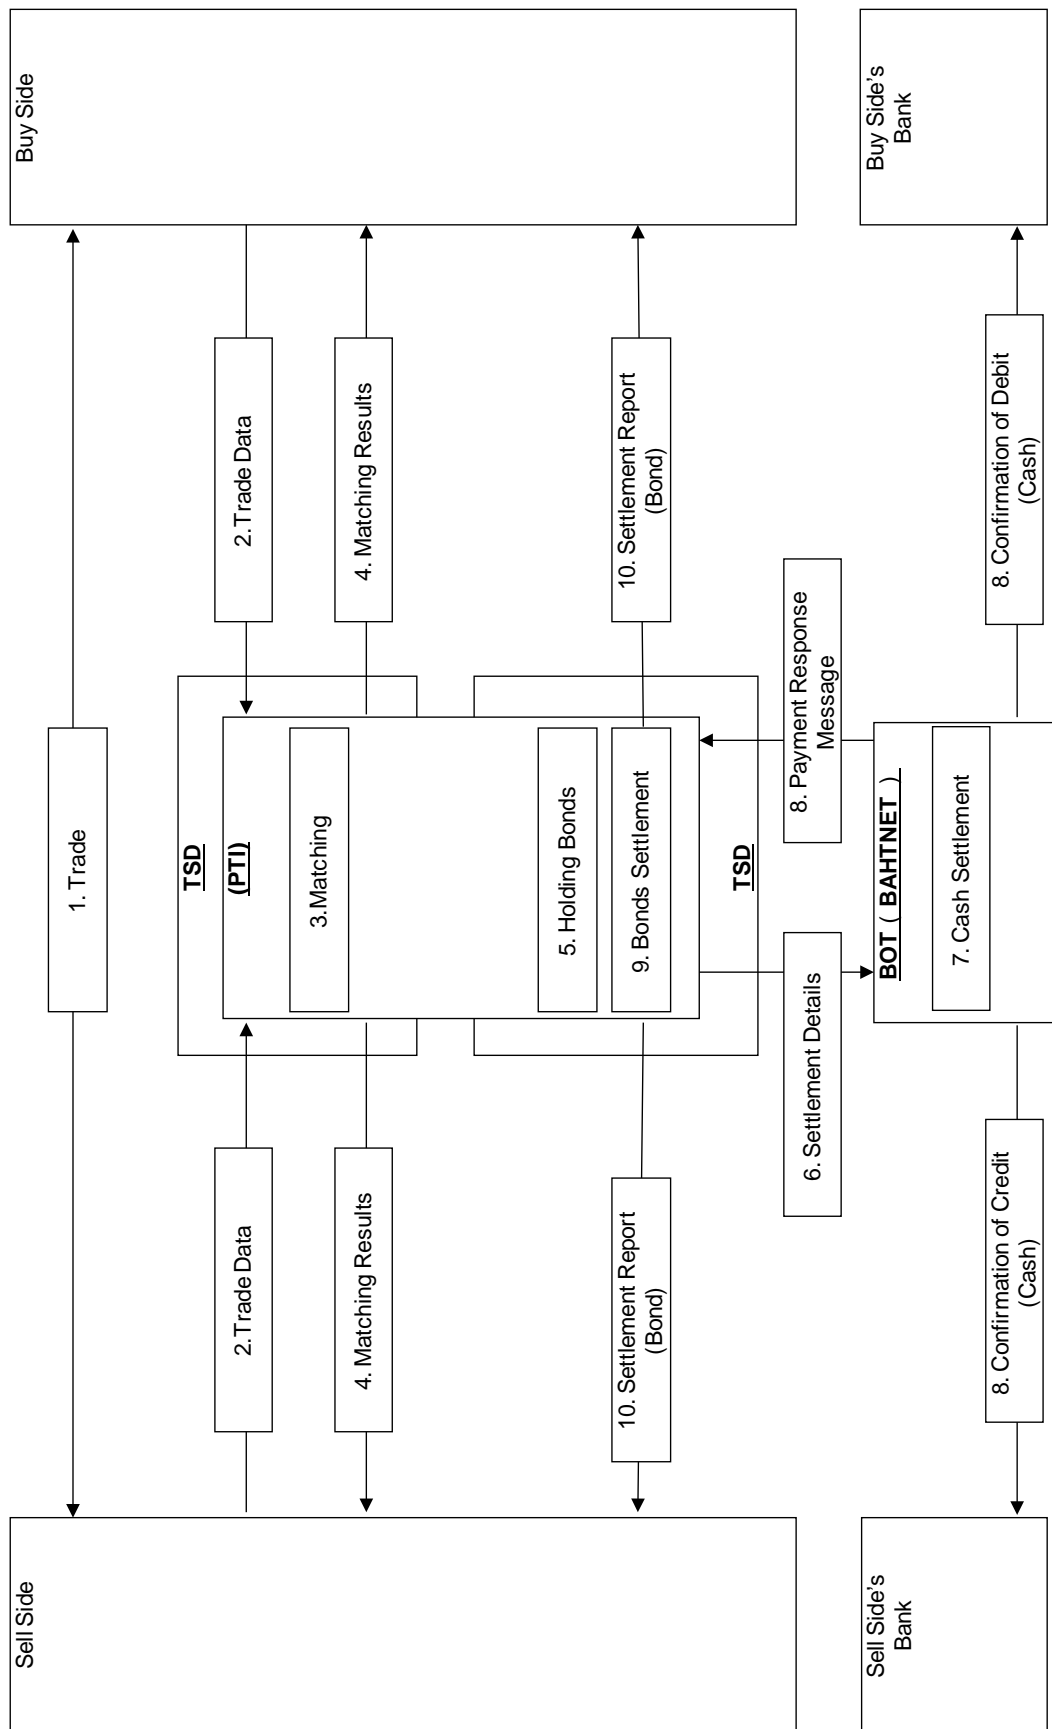 Sell Side
Buy Side
1. Trade
2.Trade Data
2.Trade Data
TSD
(PTI)
3.Matching
4. Matching Results
4. Matching Results
5. Holding Bonds
9. Bonds Settlement
10. Settlement Report
(Bond)
10. Settlement Report
(Bond)
TSD
6. Settlement Details
8. Payment Response
Message
Sell Side's
Bank
BOT ( BAHTNET )
Buy Side's
Bank
7. Cash Settlement
8. Confirmation of Credit
(Cash)
8. Confirmation of Debit
(Cash)